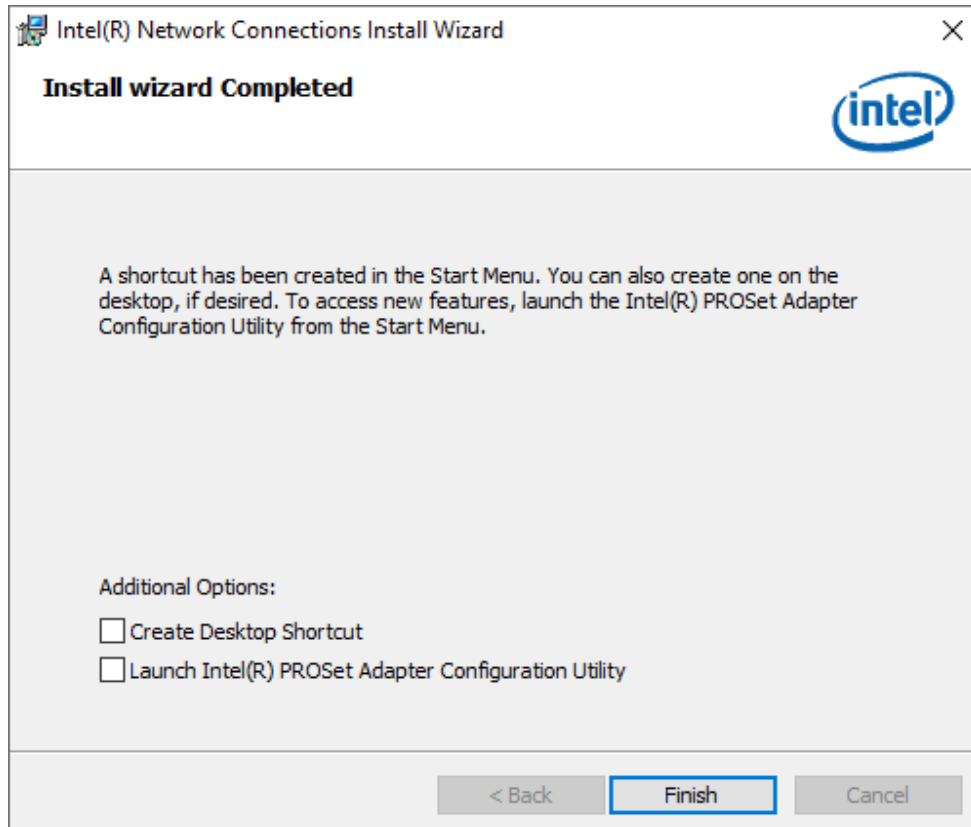 Intel(R) Network Connections Install Wizard
Install wizard Completed
intel
A shortcut has been created in the Start Menu. You can also create one on the
desktop, if desired. To access new features, launch the Intel(R) PROSet Adapter
Configuration Utility from the Start Menu.
Additional Options:
Create Desktop Shortcut
Launch Intel(R) PROSet Adapter Configuration Utility
< Back
Finish
Cancel